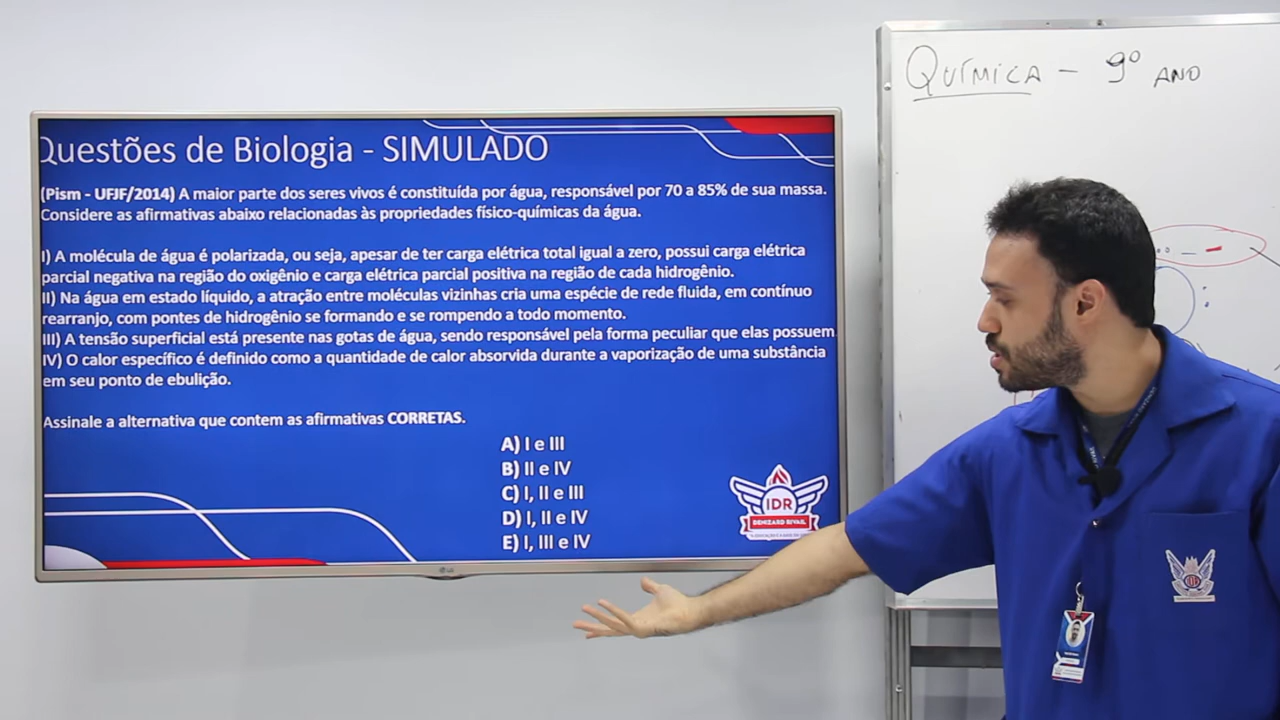 Questões de Biologia - SIMULADO
(Pism - UFJF/2014) A maior parte dos seres vivos é constituída por água, responsável por 70 a 85% de sua massa.
Considere as afirmativas abaixo relacionadas às propriedades físico-químicas da água.
I) A molécula de água é polarizada, ou seja, apesar de ter carga elétrica total igual a zero, possui carga elétrica
parcial negativa na região do oxigênio e carga elétrica parcial positiva na região de cada hidrogênio.
II) Na água em estado líquido, a atração entre moléculas vizinhas cria uma espécie de rede fluida, em contínuo
rearranjo, com pontes de hidrogênio se formando e se rompendo a todo momento.
III) A tensão superficial está presente nas gotas de água, sendo responsável pela forma peculiar que elas possuem.
IV) O calor específico é definido como a quantidade de calor absorvida durante a vaporização de uma substância
em seu ponto de ebulição.
Assinale a alternativa que contem as afirmativas CORRETAS.
A) I e III
B) II e IV
C) I, II e III
D) I, II e IV
E) I, III e IV
IDR
DENIZARD RIVAIL
LG
QUÍMICA - 9º ANO